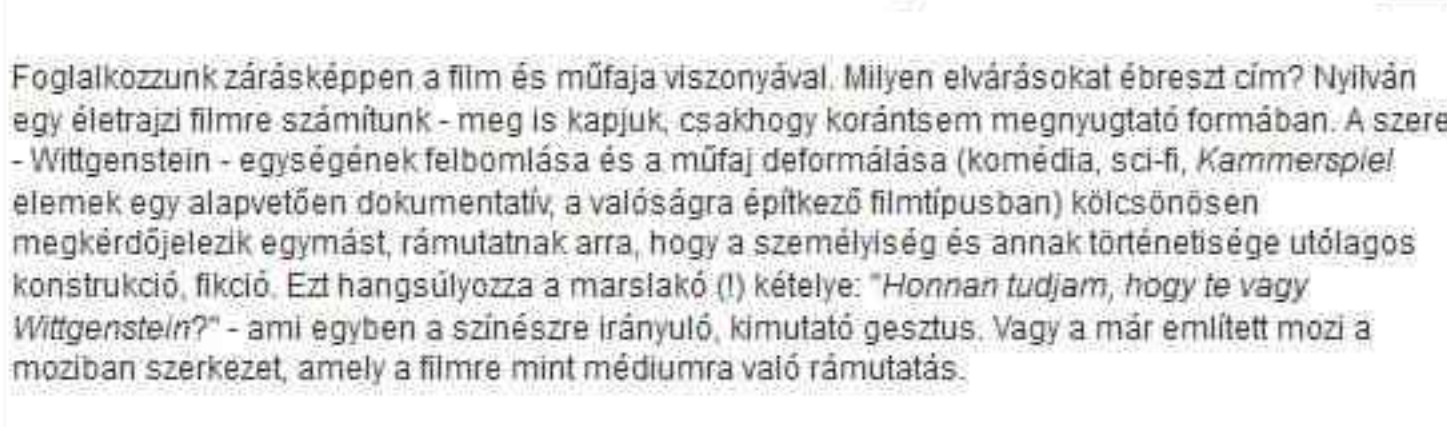 Foglalkozzunk zárásképpen a film és műfaja viszonyával. Milyen elvárásokat ébreszt cím? Nyilván
egy életrajzi filmre számítunk - meg is kapjuk, csakhogy korántsem megnyugtató formában. A szere
- Wittgenstein - egységének felbomlása és a műfaj deformálása (komédia, sci-fi, Kammerspiel
elemek egy alapvetően dokumentatív, a valóságra építkező filmtípusban) kölcsönösen
megkérdőjelezik egymást, rámutatnak arra, hogy a személyiség és annak történetisége utólagos
konstrukció, fikció. Ezt hangsúlyozza a marslakó (!) kételye: "Honnan tudjam, hogy te vagy
Wittgenstein?" - ami egyben a színészre irányuló, kimutató gesztus. Vagy a már említett mozi a
moziban szerkezet, amely a filmre mint médiumra való rámutatás.